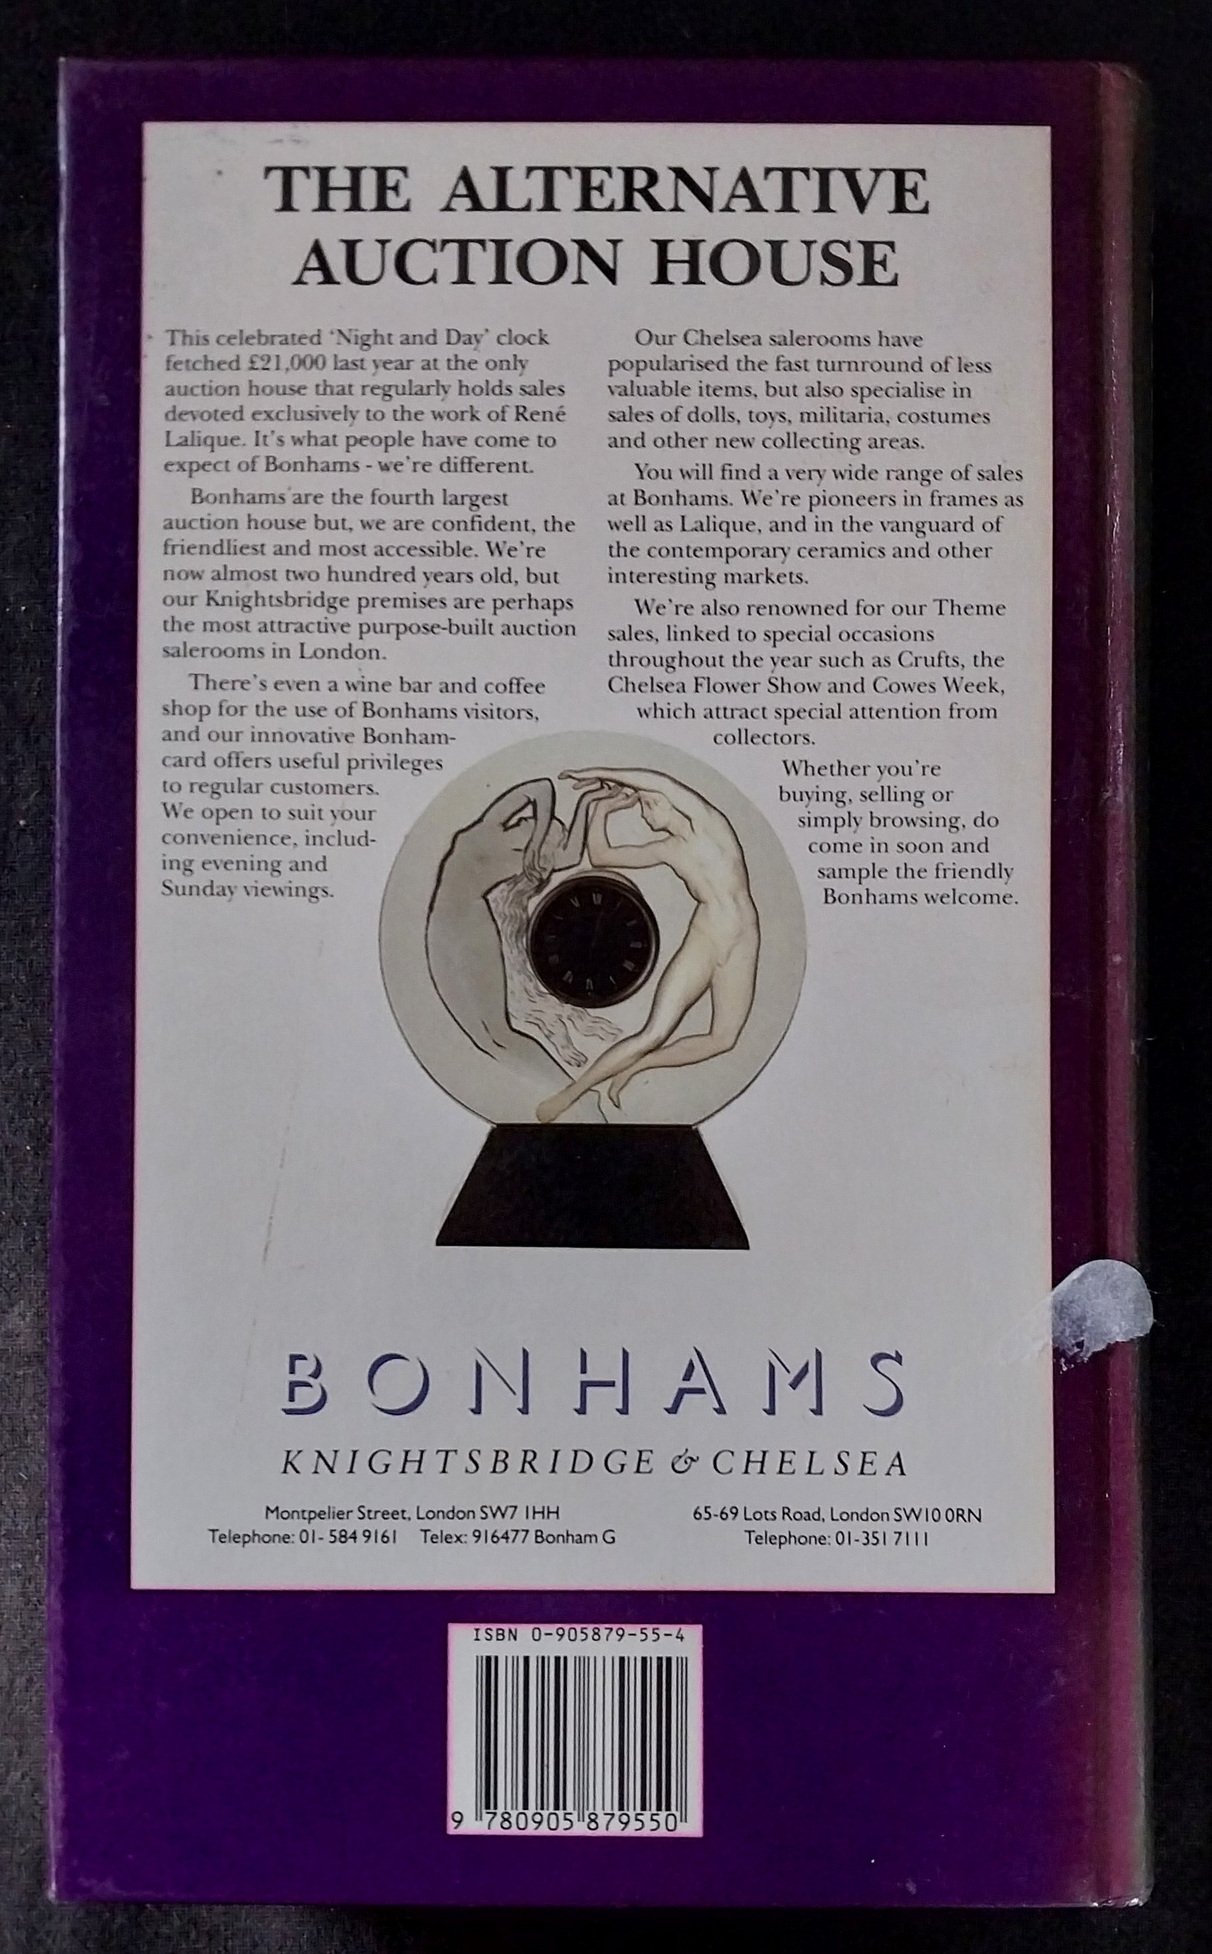 THE ALTERNATIVE
AUCTION HOUSE
This celebrated ‘Night and Day’ clock
fetched £21,000 last year at the only
auction house that regularly holds sales
devoted exclusively to the work of René
Lalique. It’s what people have come to
expect of Bonhams - we’re different.
Bonhams are the fourth largest
auction house but, we are confident, the
friendliest and most accessible. We’re
now almost two hundred years old, but
our Knightsbridge premises are perhaps
the most attractive purpose-built auction
salerooms in London.
There’s even a wine bar and coffee
shop for the use of Bonhams visitors,
and our innovative Bonham-
card offers useful privileges
to regular customers.
We open to suit your
convenience, includ-
ing evening and
Sunday viewings.
Our Chelsea salerooms have
popularised the fast turnround of less
valuable items, but also specialise in
sales of dolls, toys, militaria, costumes
and other new collecting areas.
You will find a very wide range of sales
at Bonhams. We’re pioneers in frames as
well as Lalique, and in the vanguard of
the contemporary ceramics and other
interesting markets.
We’re also renowned for our Theme
sales, linked to special occasions
throughout the year such as Crufts, the
Chelsea Flower Show and Cowes Week,
which attract special attention from
collectors.
Whether you’re
buying, selling or
simply browsing, do
come in soon and
sample the friendly
Bonhams welcome.
BONHAMS
KNIGHTSBRIDGE & CHELSEA
Montpelier Street, London SW7 1HH
Telephone: 01- 584 9161 Telex: 916477 Bonham G
65-69 Lots Road, London SW10 0RN
Telephone: 01-351 7111
ISBN 0-905879-55-4
9 780905 879550